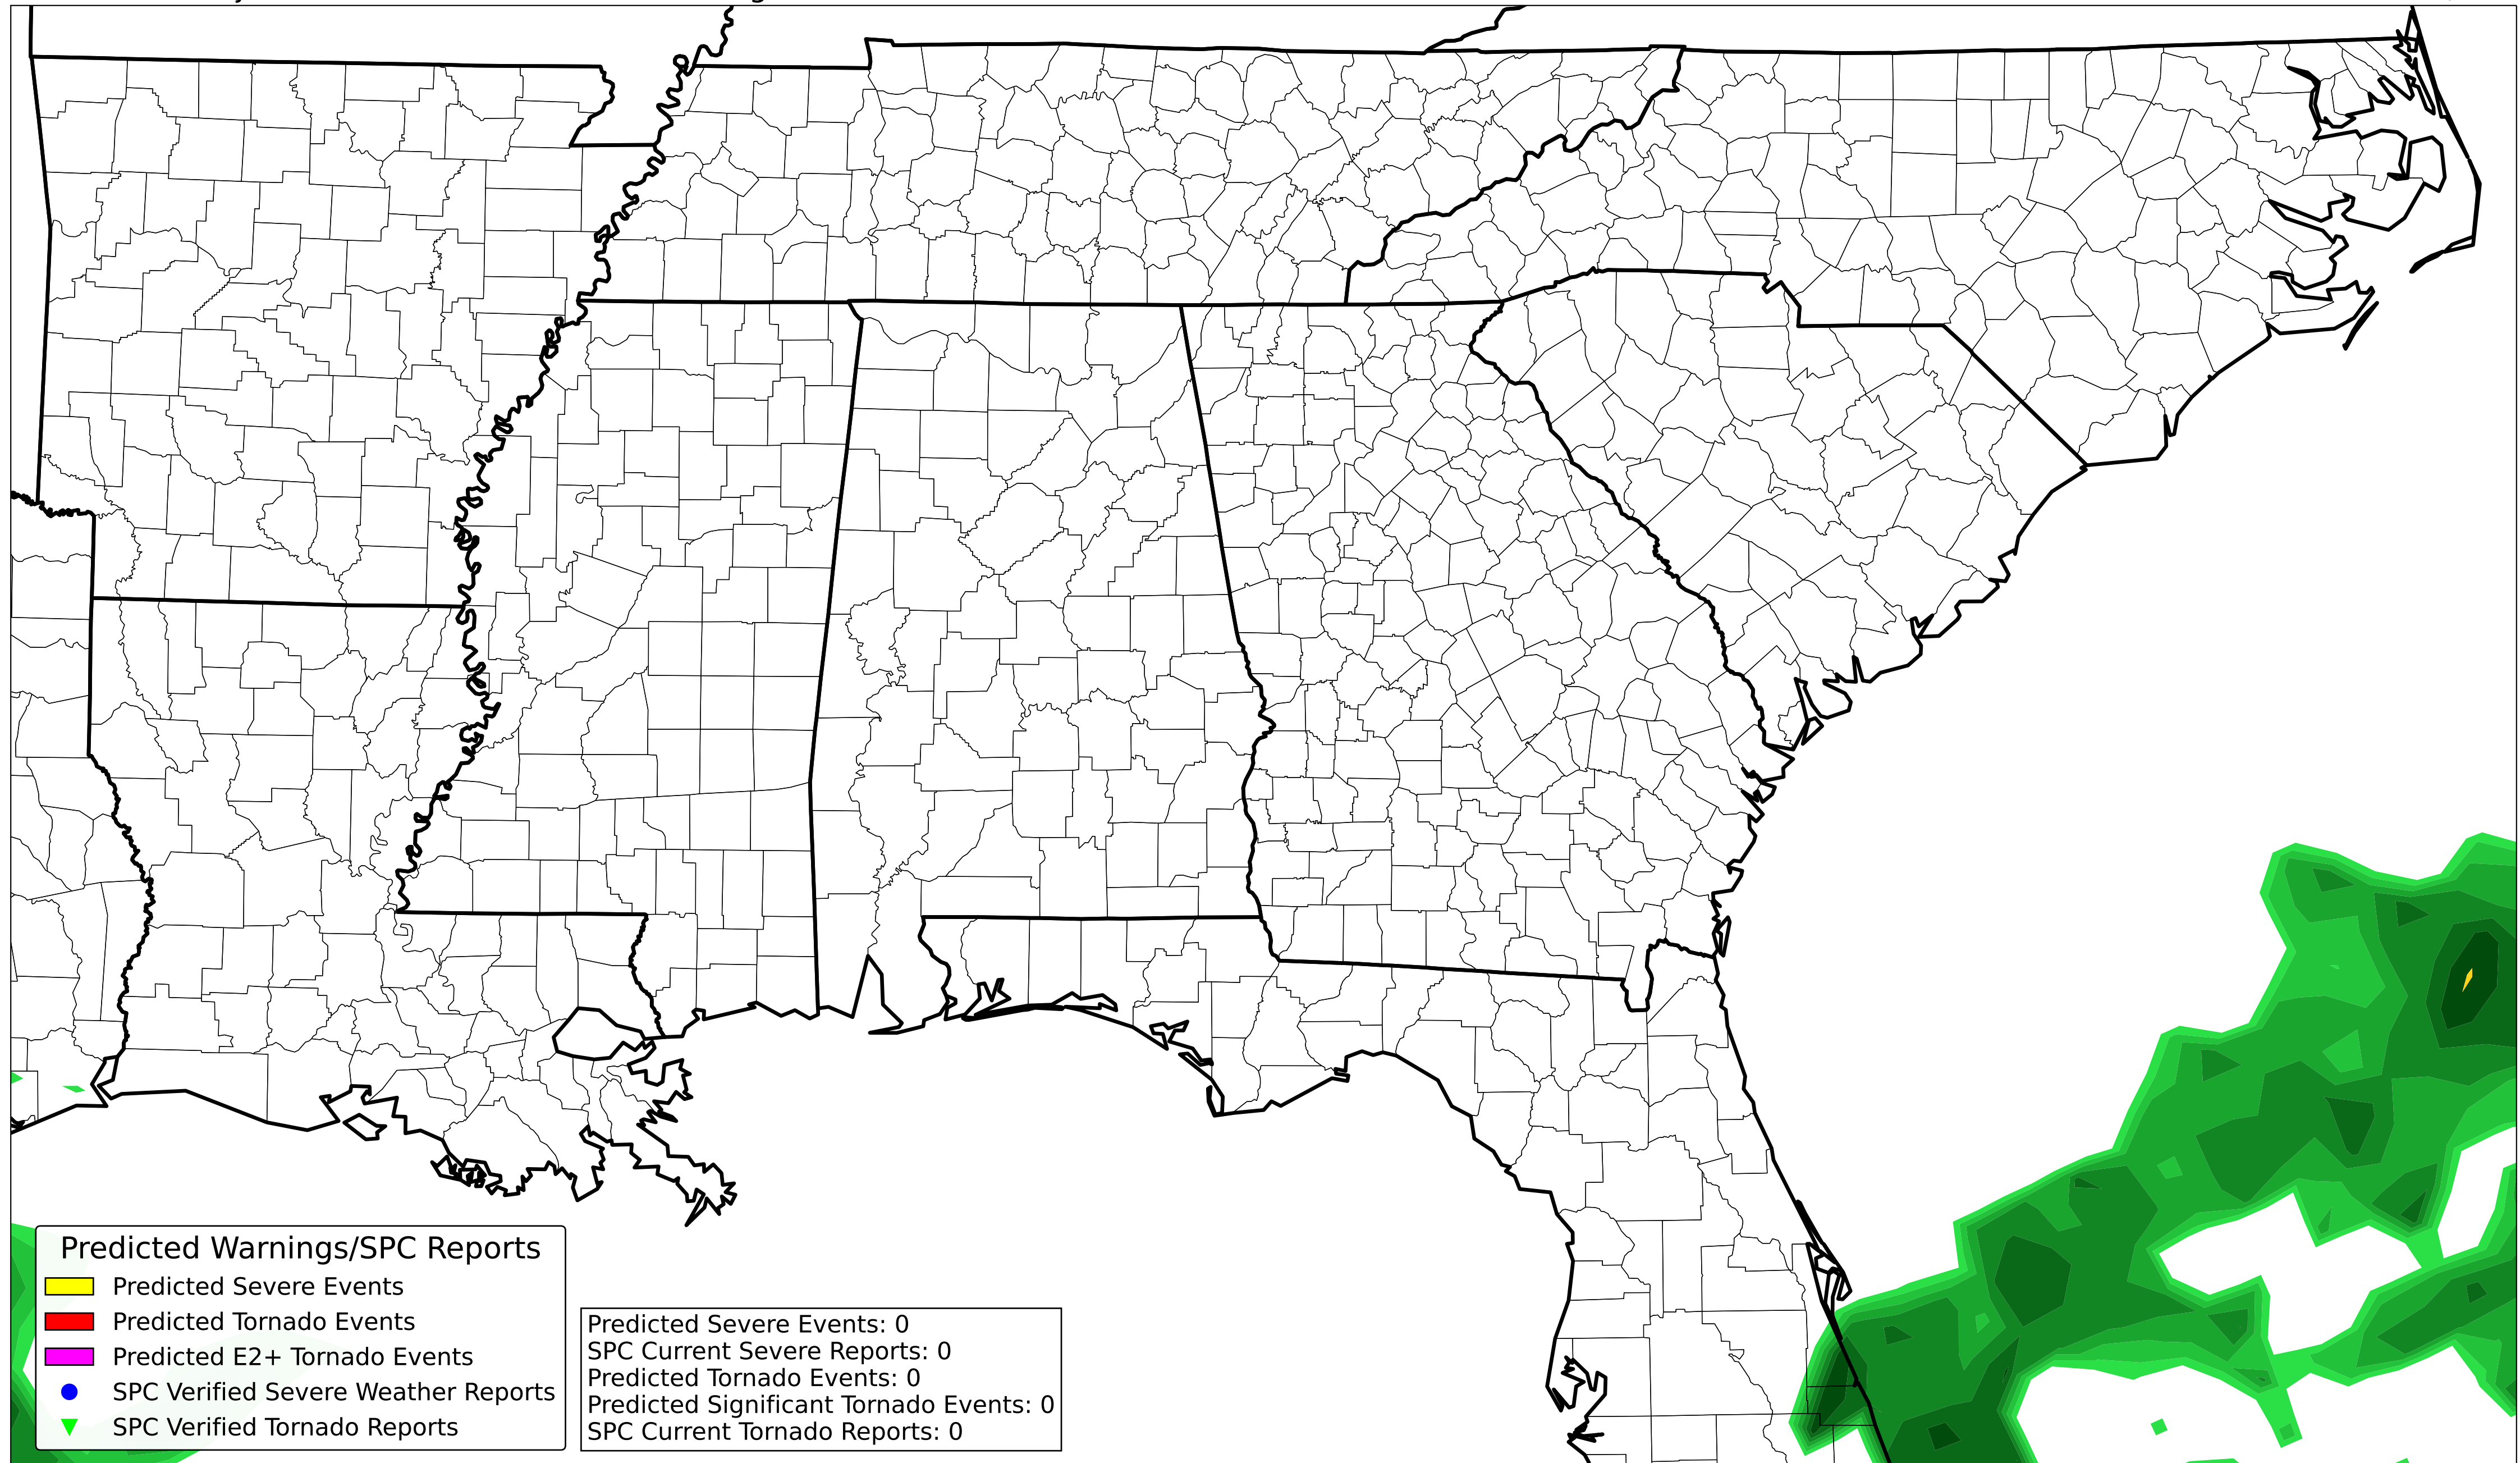 Predicted Warnings/SPC Reports
Predicted Severe Events
Predicted Tornado Events
Predicted E2+ Tornado Events
SPC Verified Severe Weather Reports
SPC Verified Tornado Reports
Predicted Severe Events: 0
SPC Current Severe Reports: 0
Predicted Tornado Events: 0
Predicted Significant Tornado Events: 0
SPC Current Tornado Reports: 0